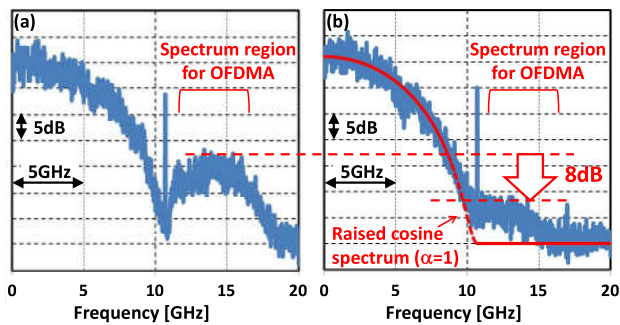 (a)
Spectrum region
for OFDMA
5dB
5GHz
0
5
10
15
20
Frequency [GHz]
(b)
Spectrum region
for OFDMA
5dB
5GHz
8dB
Raised cosine
spectrum (α=1)
0
5
10
15
20
Frequency [GHz]